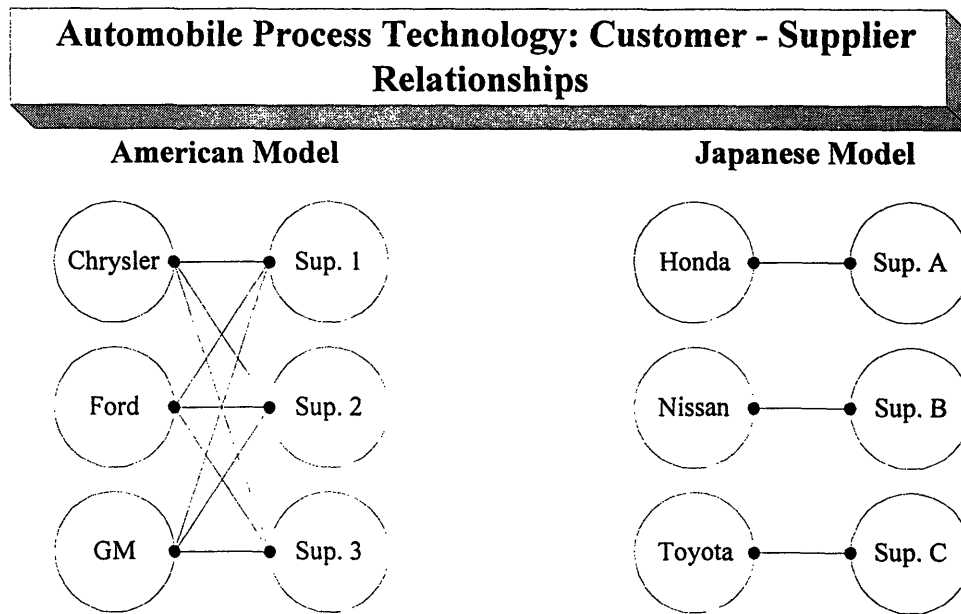 Automobile Process Technology: Customer - Supplier
Relationships
American Model
Japanese Model
Chrysler
Sup. 1
Honda
Sup. A
Ford
Sup. 2
Nissan
Sup. B
GM
Sup. 3
Toyota
Sup. C